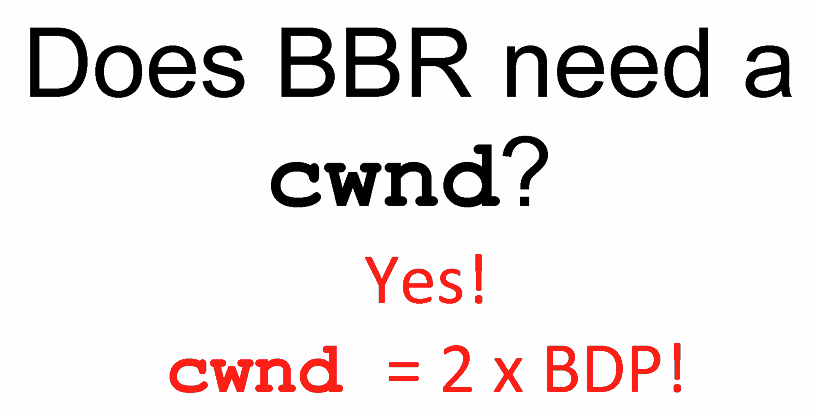 Does BBR need a
cwnd?
Yes!
cwnd = 2 x BDP!